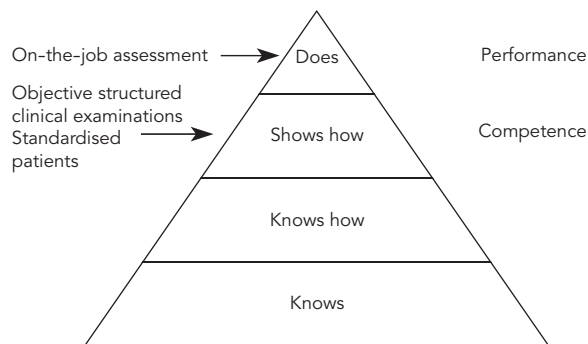 On-the-job assessment
Does
Performance
Objective structured
clinical examinations
Standardised
patients
Shows how
Competence
Knows how
Knows